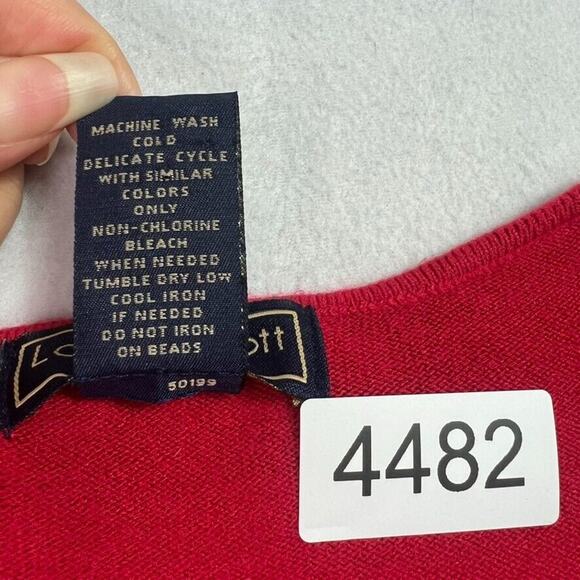 MACHINE WASH
COLD
DELICATE CYCLE
WITH SIMILAR
COLORS
ONLY
NON-CHLORINE
BLEACH
WHEN NEEDED
TUMBLE DRY LOW
COOL IRON
IF NEEDED
DO NOT IRON
ON BEADS
50199
4482